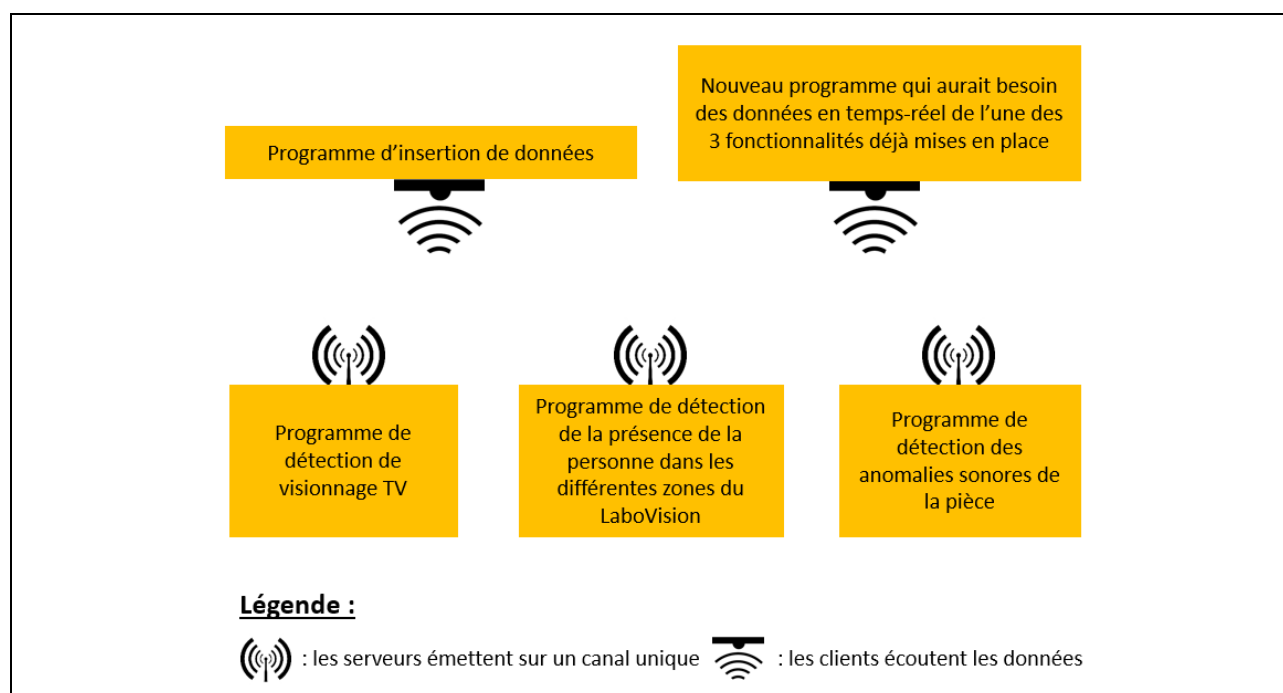 Nouveau programme qui aurait besoin
des données en temps-réel de l’une des
3 fonctionnalités déjà mises en place
Programme d’insertion de données
Programme de
détection de
visionnage TV
Programme de détection
de la présence de la
personne dans les
différentes zones du
LaboVision
Programme de
détection des
anomalies sonores de
la pièce
Légende :
: les serveurs émettent sur un canal unique
: les clients écoutent les données